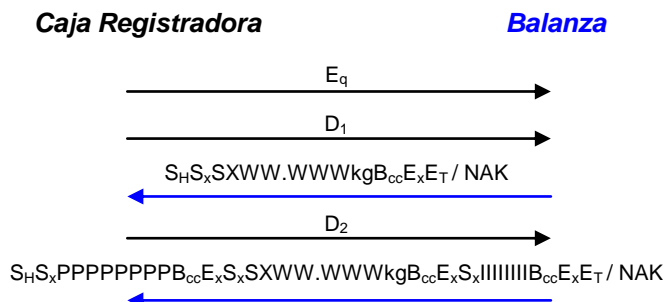 Caja Registradora Balanza
Eq
D1
SHSxSXWW.WWWkgBccExET / NAK
D2
SHSxPPPPPPPPBccExSxSXWW.WWWkgBccExSxIIIIIIIIBccExET / NAK